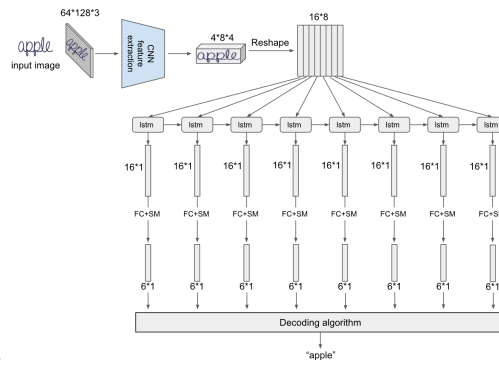 64*128*3
apple
input image
apple
CNN
feature
extraction
4*8*4
apple
Reshape
16*8
lstm lstm lstm lstm lstm lstm lstm lstm
16*1 16*1 16*1 16*1 16*1 16*1 16*1 16*1
FC+SM FC+SM FC+SM FC+SM FC+SM FC+SM FC+SM
6*1 6*1 6*1 6*1 6*1 6*1 6*1 6*1
Decoding algorithm
"apple"